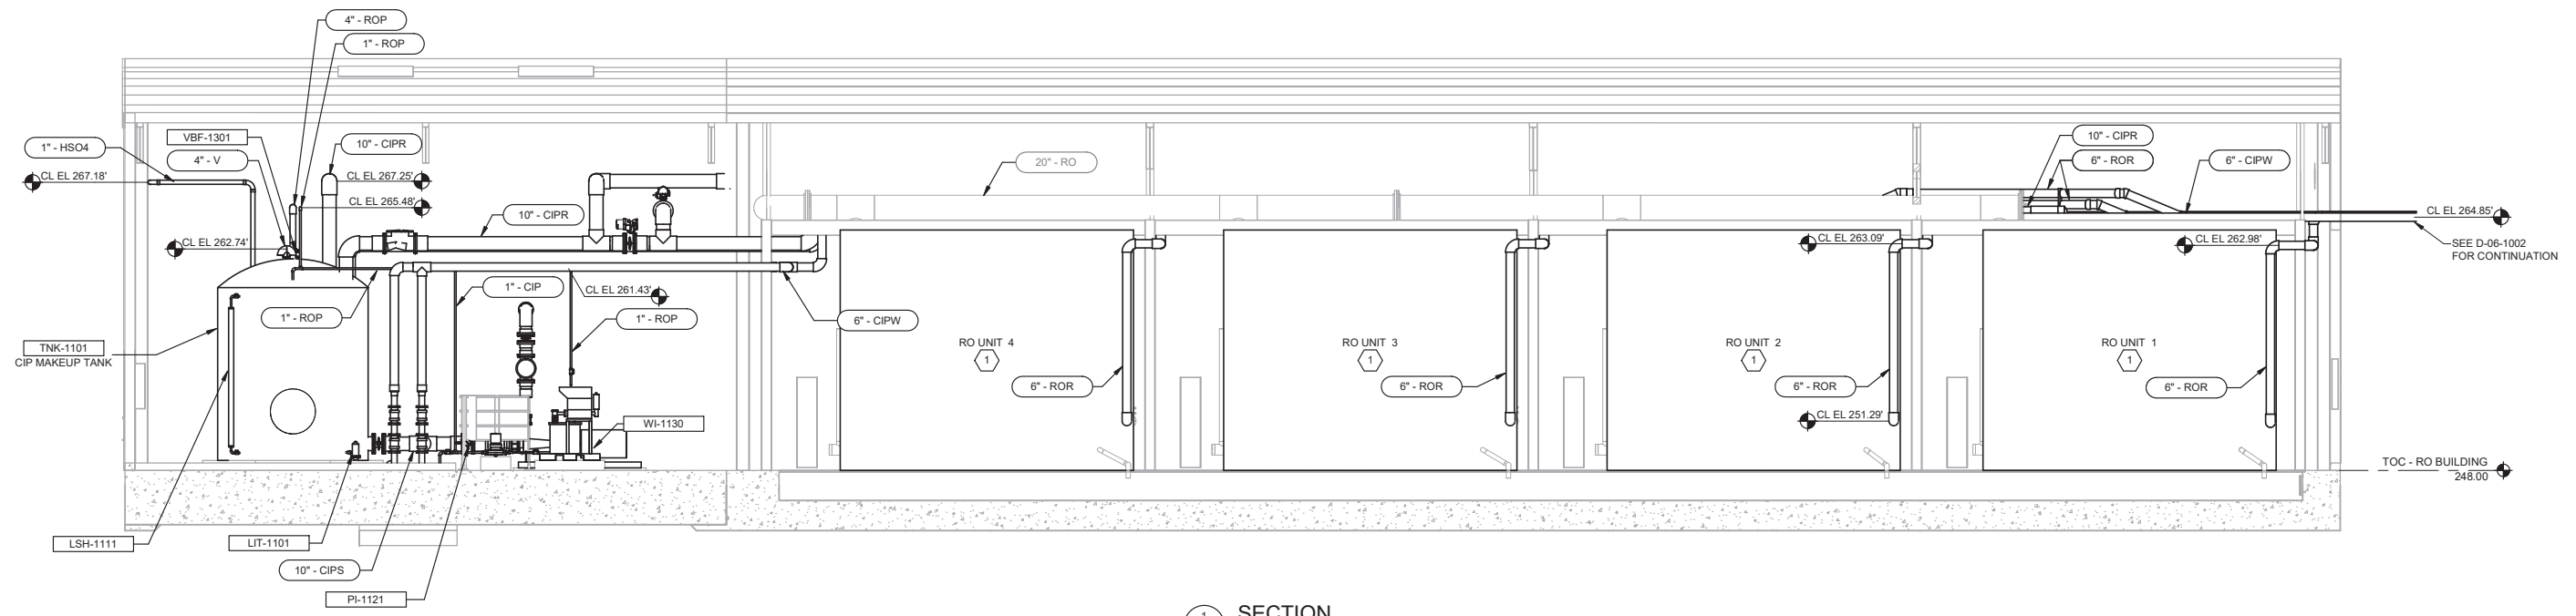 4" - ROP
1" - ROP
VBF-1301
1" - HSO4
4" - V
10" - CIPR
CL EL 267.18'
CL EL 267.25'
CL EL 265.48'
CL EL 262.74'
10" - CIPR
20" - RO
10" - CIPR
6" - ROR
6" - CIPW
CL EL 264.85'
CL EL 263.09'
CL EL 262.98'
SEE D-06-1002
FOR CONTINUATION
1" - CIP
CL EL 261.43'
1" - ROP
1" - ROP
6" - CIPW
TNK-1101
CIP MAKEUP TANK
RO UNIT 4
1
RO UNIT 3
1
RO UNIT 2
1
RO UNIT 1
1
6" - ROR
6" - ROR
6" - ROR
6" - ROR
CL EL 251.29'
WI-1130
TOC - RO BUILDING
248.00
LSH-1111
LIT-1101
10" - CIPS
PI-1121
1
SECTION